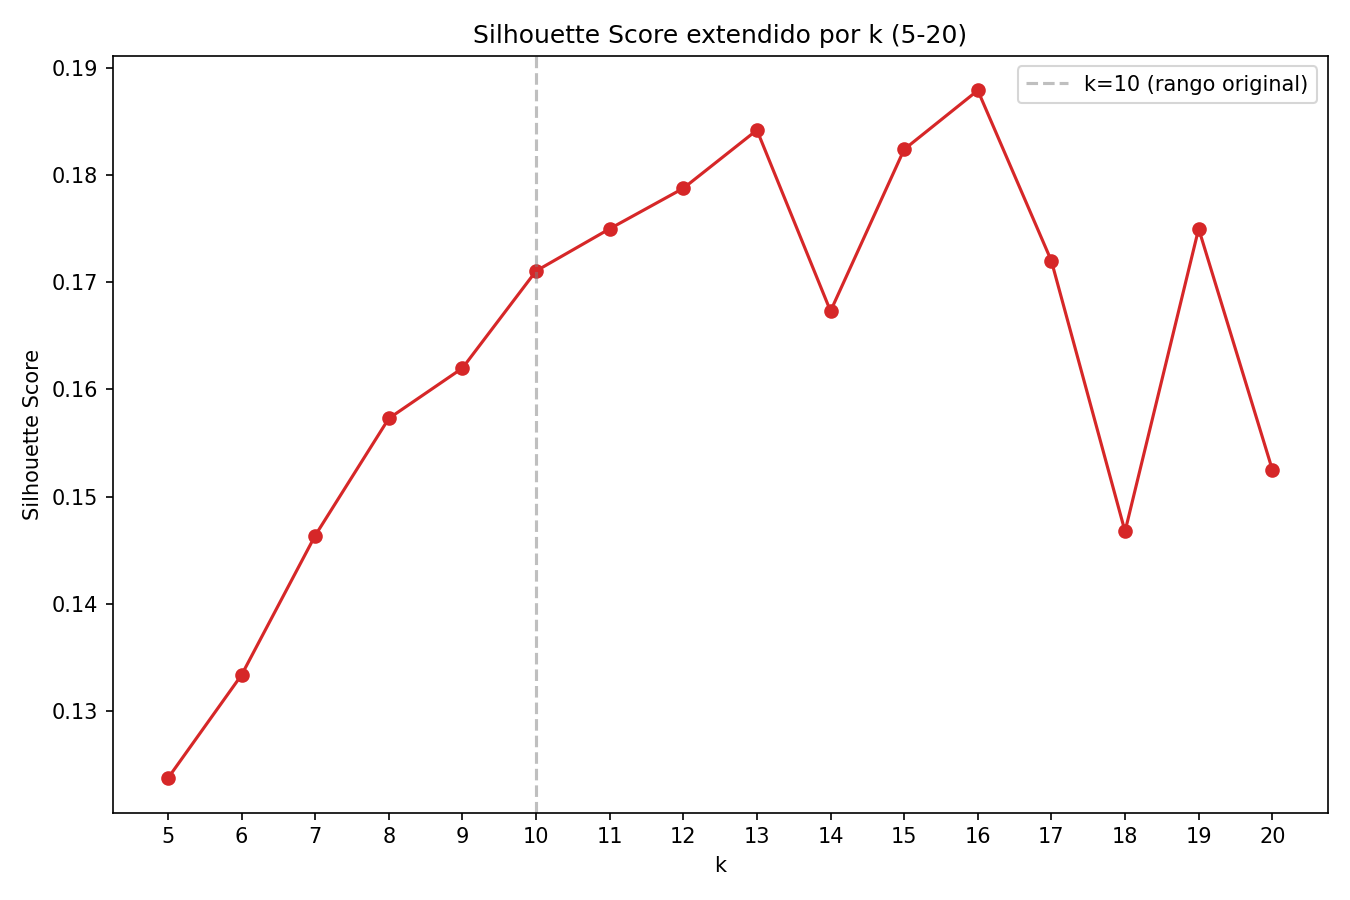 Silhouette Score extendido por k (5-20)
k=10 (rango original)
Silhouette Score
0.19
0.18
0.17
0.16
0.15
0.14
0.13
5 6 7 8 9 10 11 12 13 14 15 16 17 18 19 20
k